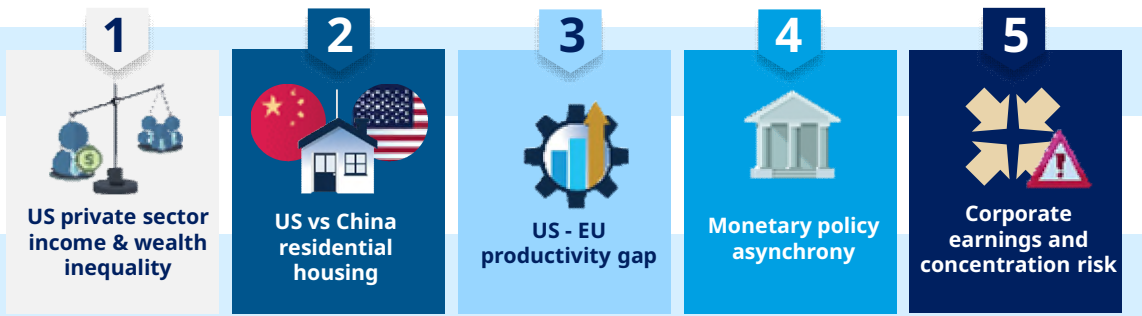 1
US private sector
income & wealth
inequality
2
US vs China
residential
housing
3
US - EU
productivity gap
4
Monetary policy
asynchrony
5
Corporate
earnings and
concentration risk